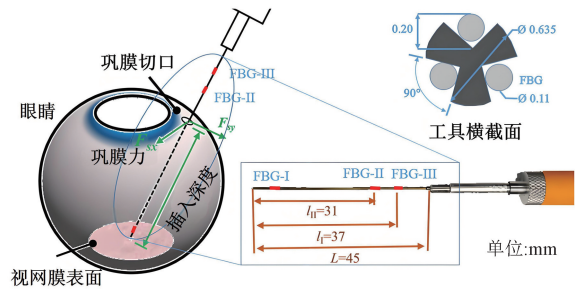 巩膜切口
眼睛
FBG-III
FBG-II
Fsy
Fsx
巩膜力
插入深度
视网膜表面
0.20
Ø 0.635
90°
FBG
Ø 0.11
工具横截面
FBG-I
FBG-II
FBG-III
lII=31
lI=37
L=45
单位:mm